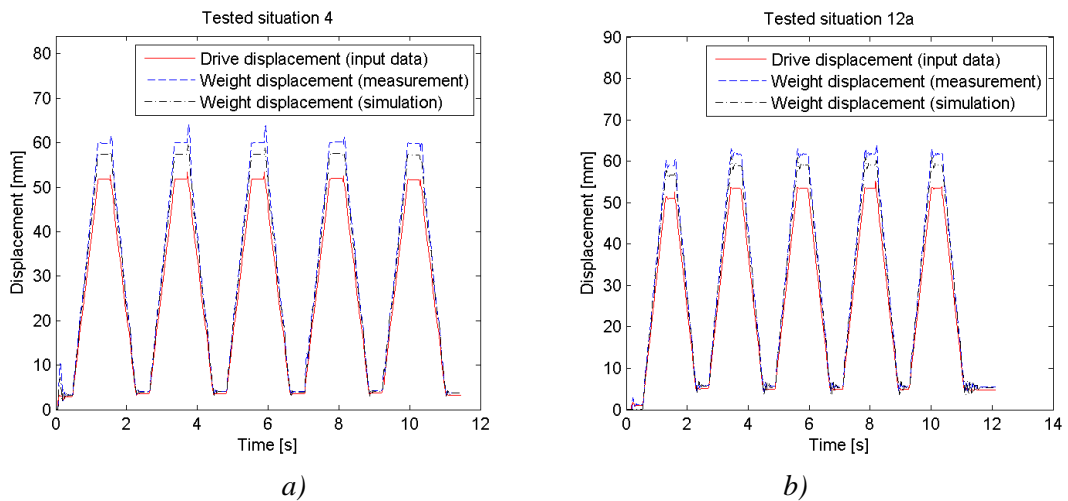 Tested situation 4
Drive displacement (input data)
Weight displacement (measurement)
Weight displacement (simulation)
Displacement [mm]
80
70
60
50
40
30
20
10
0
0
2
4
6
8
10
12
Time [s]
a)
Tested situation 12a
Drive displacement (input data)
Weight displacement (measurement)
Weight displacement (simulation)
Displacement [mm]
90
80
70
60
50
40
30
20
10
0
0
2
4
6
8
10
12
14
Time [s]
b)